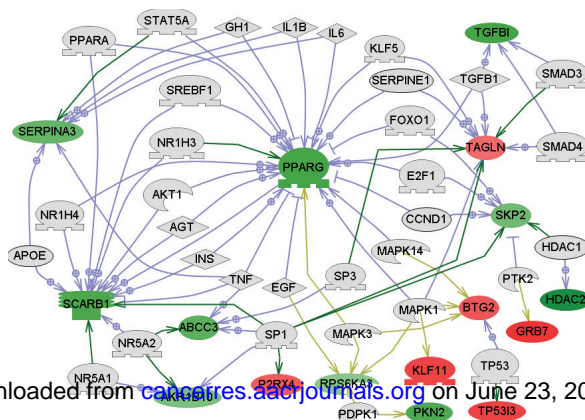 STAT5A
GH1
IL1B
IL6
PPARA
KLF5
TGFBI
SREBF1
SERPINE1
TGFB1
SMAD3
SERPINA3
FOXO1
NR1H3
TAGLN
PPARG
SMAD4
AKT1
E2F1
NR1H4
AGT
CCND1
SKP2
APOE
INS
MAPK14
HDAC1
TNF
SP3
PTK2
SCARB1
EGF
HDAC2
MAPK1
BTG2
ABCC3
NR5A2
SP1
MAPK3
GRB7
NR5A1
P2RX4
RPS6KA3
KLF11
TP53
PDPK1
PKN2
TP53I3
nloaded from cancerres.aacrjournals.org on June 23, 20